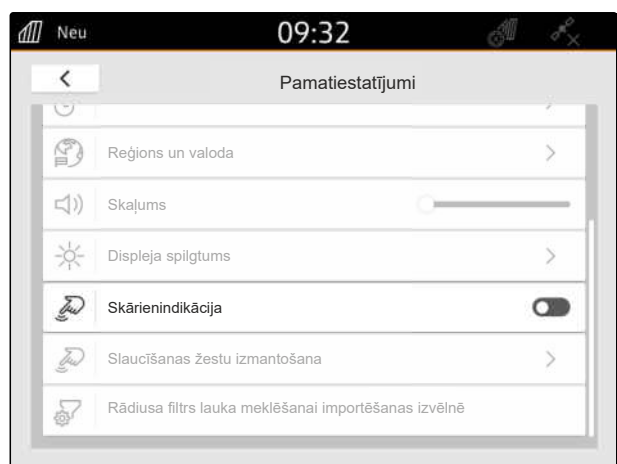 Neu
09:32
Pamatiestatījumi
Reģions un valoda
Skaļums
Displeja spilgtums
Skārienindikācija
Slaucīšanas žestu izmantošana
Rādiusa filtrs lauka meklēšanai importēšanas izvēlnē